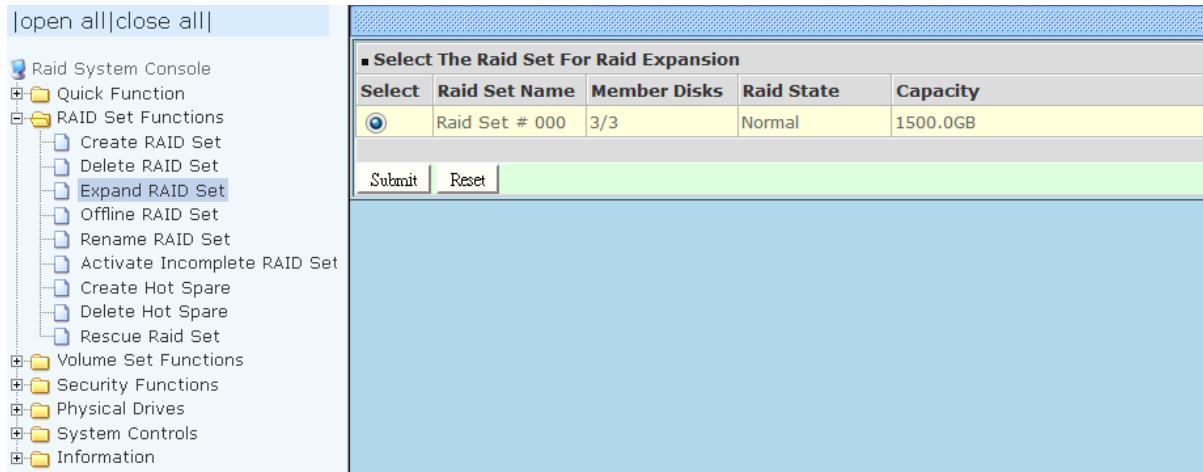 |open all|close all|
Raid System Console
Quick Function
RAID Set Functions
Create RAID Set
Delete RAID Set
Expand RAID Set
Offline RAID Set
Rename RAID Set
Activate Incomplete RAID Set
Create Hot Spare
Delete Hot Spare
Rescue Raid Set
Volume Set Functions
Security Functions
Physical Drives
System Controls
Information
Select The Raid Set For Raid Expansion
Select Raid Set Name Member Disks Raid State Capacity
Raid Set # 000 3/3 Normal 1500.0GB
Submit Reset